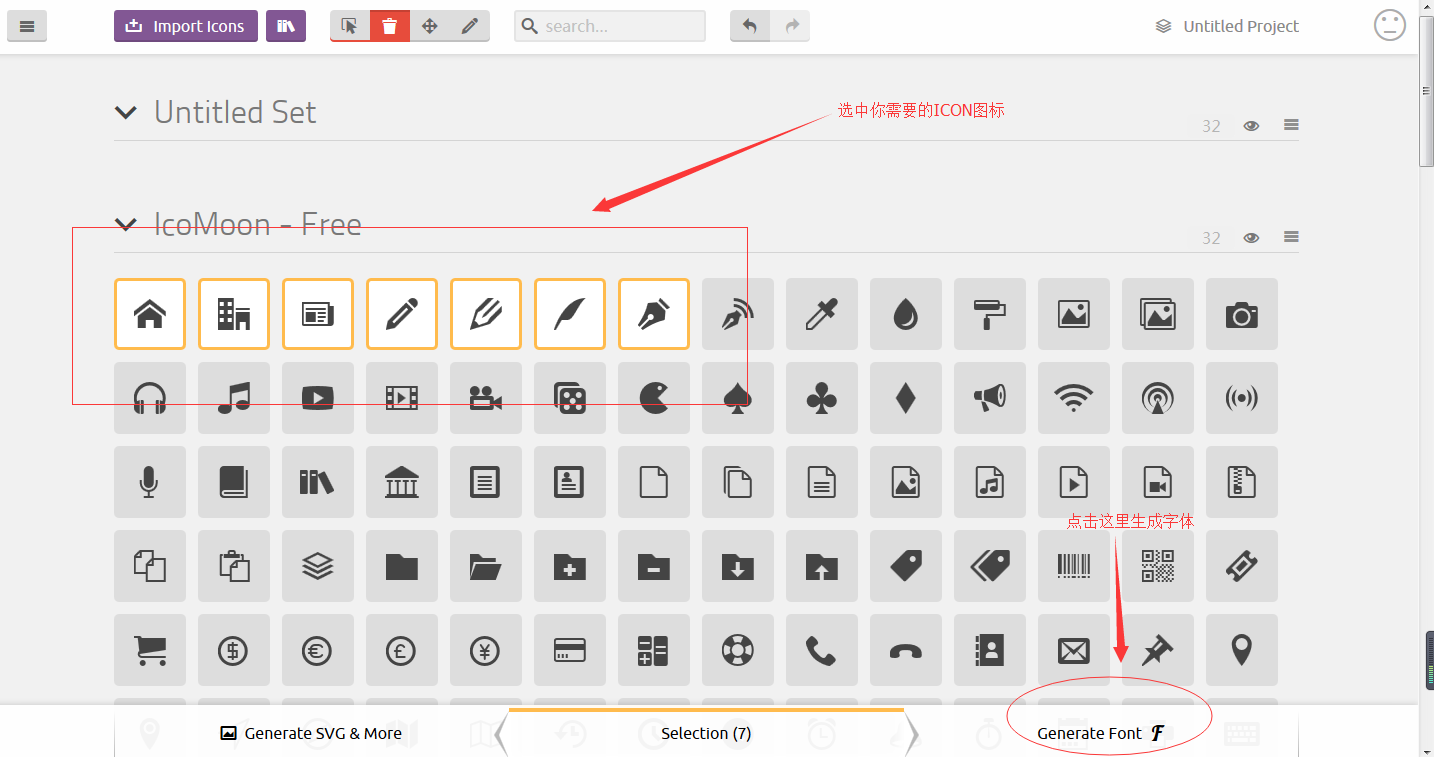 Import Icons
search...
Untitled Project
Untitled Set
32
选中你需要的ICON图标
IcoMoon - Free
32
点击这里生成字体
Generate SVG & More
Selection (7)
Generate Font